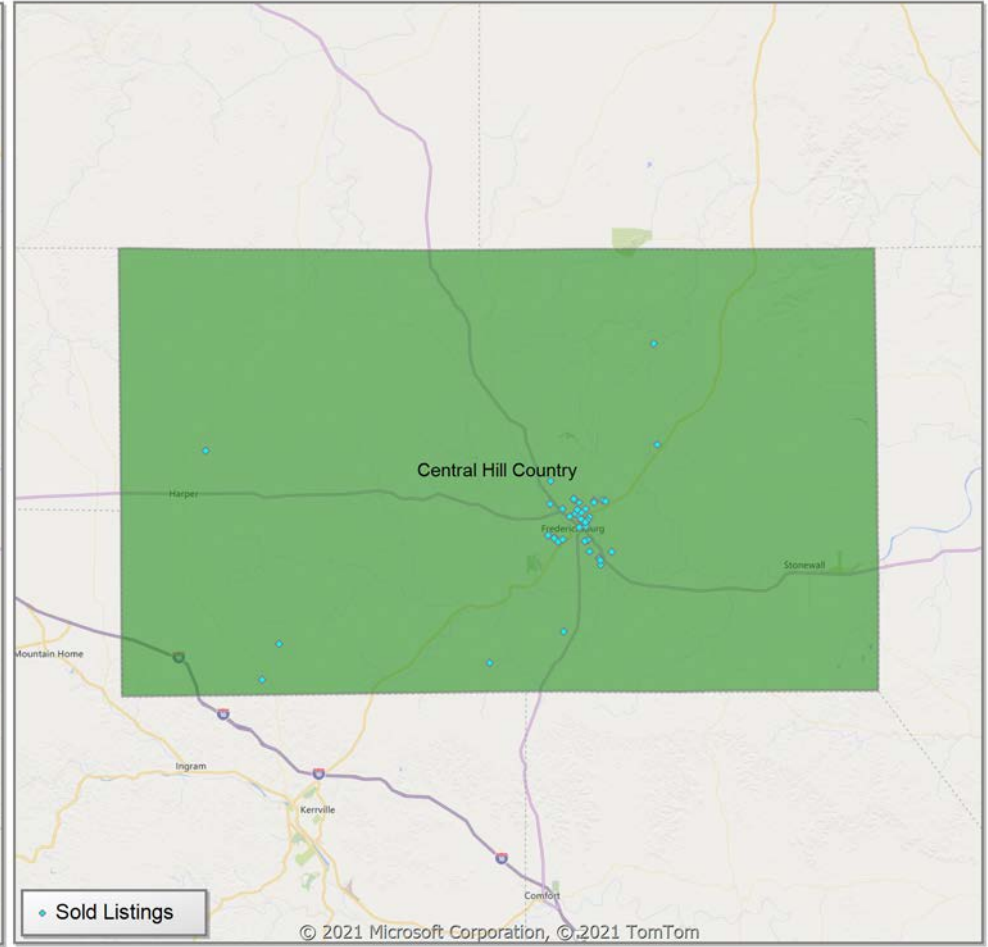 Central Hill Country
Harper
Fredericksburg
Stonewall
Mountain Home
Ingram
Kerrville
Comfort
Sold Listings
© 2021 Microsoft Corporation, © 2021 TomTom